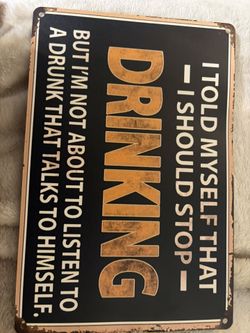 I TOLD MYSELF THAT
— I SHOULD STOP —
DRINKING
BUT I'M NOT ABOUT TO LISTEN TO
A DRUNK THAT TALKS TO HIMSELF.